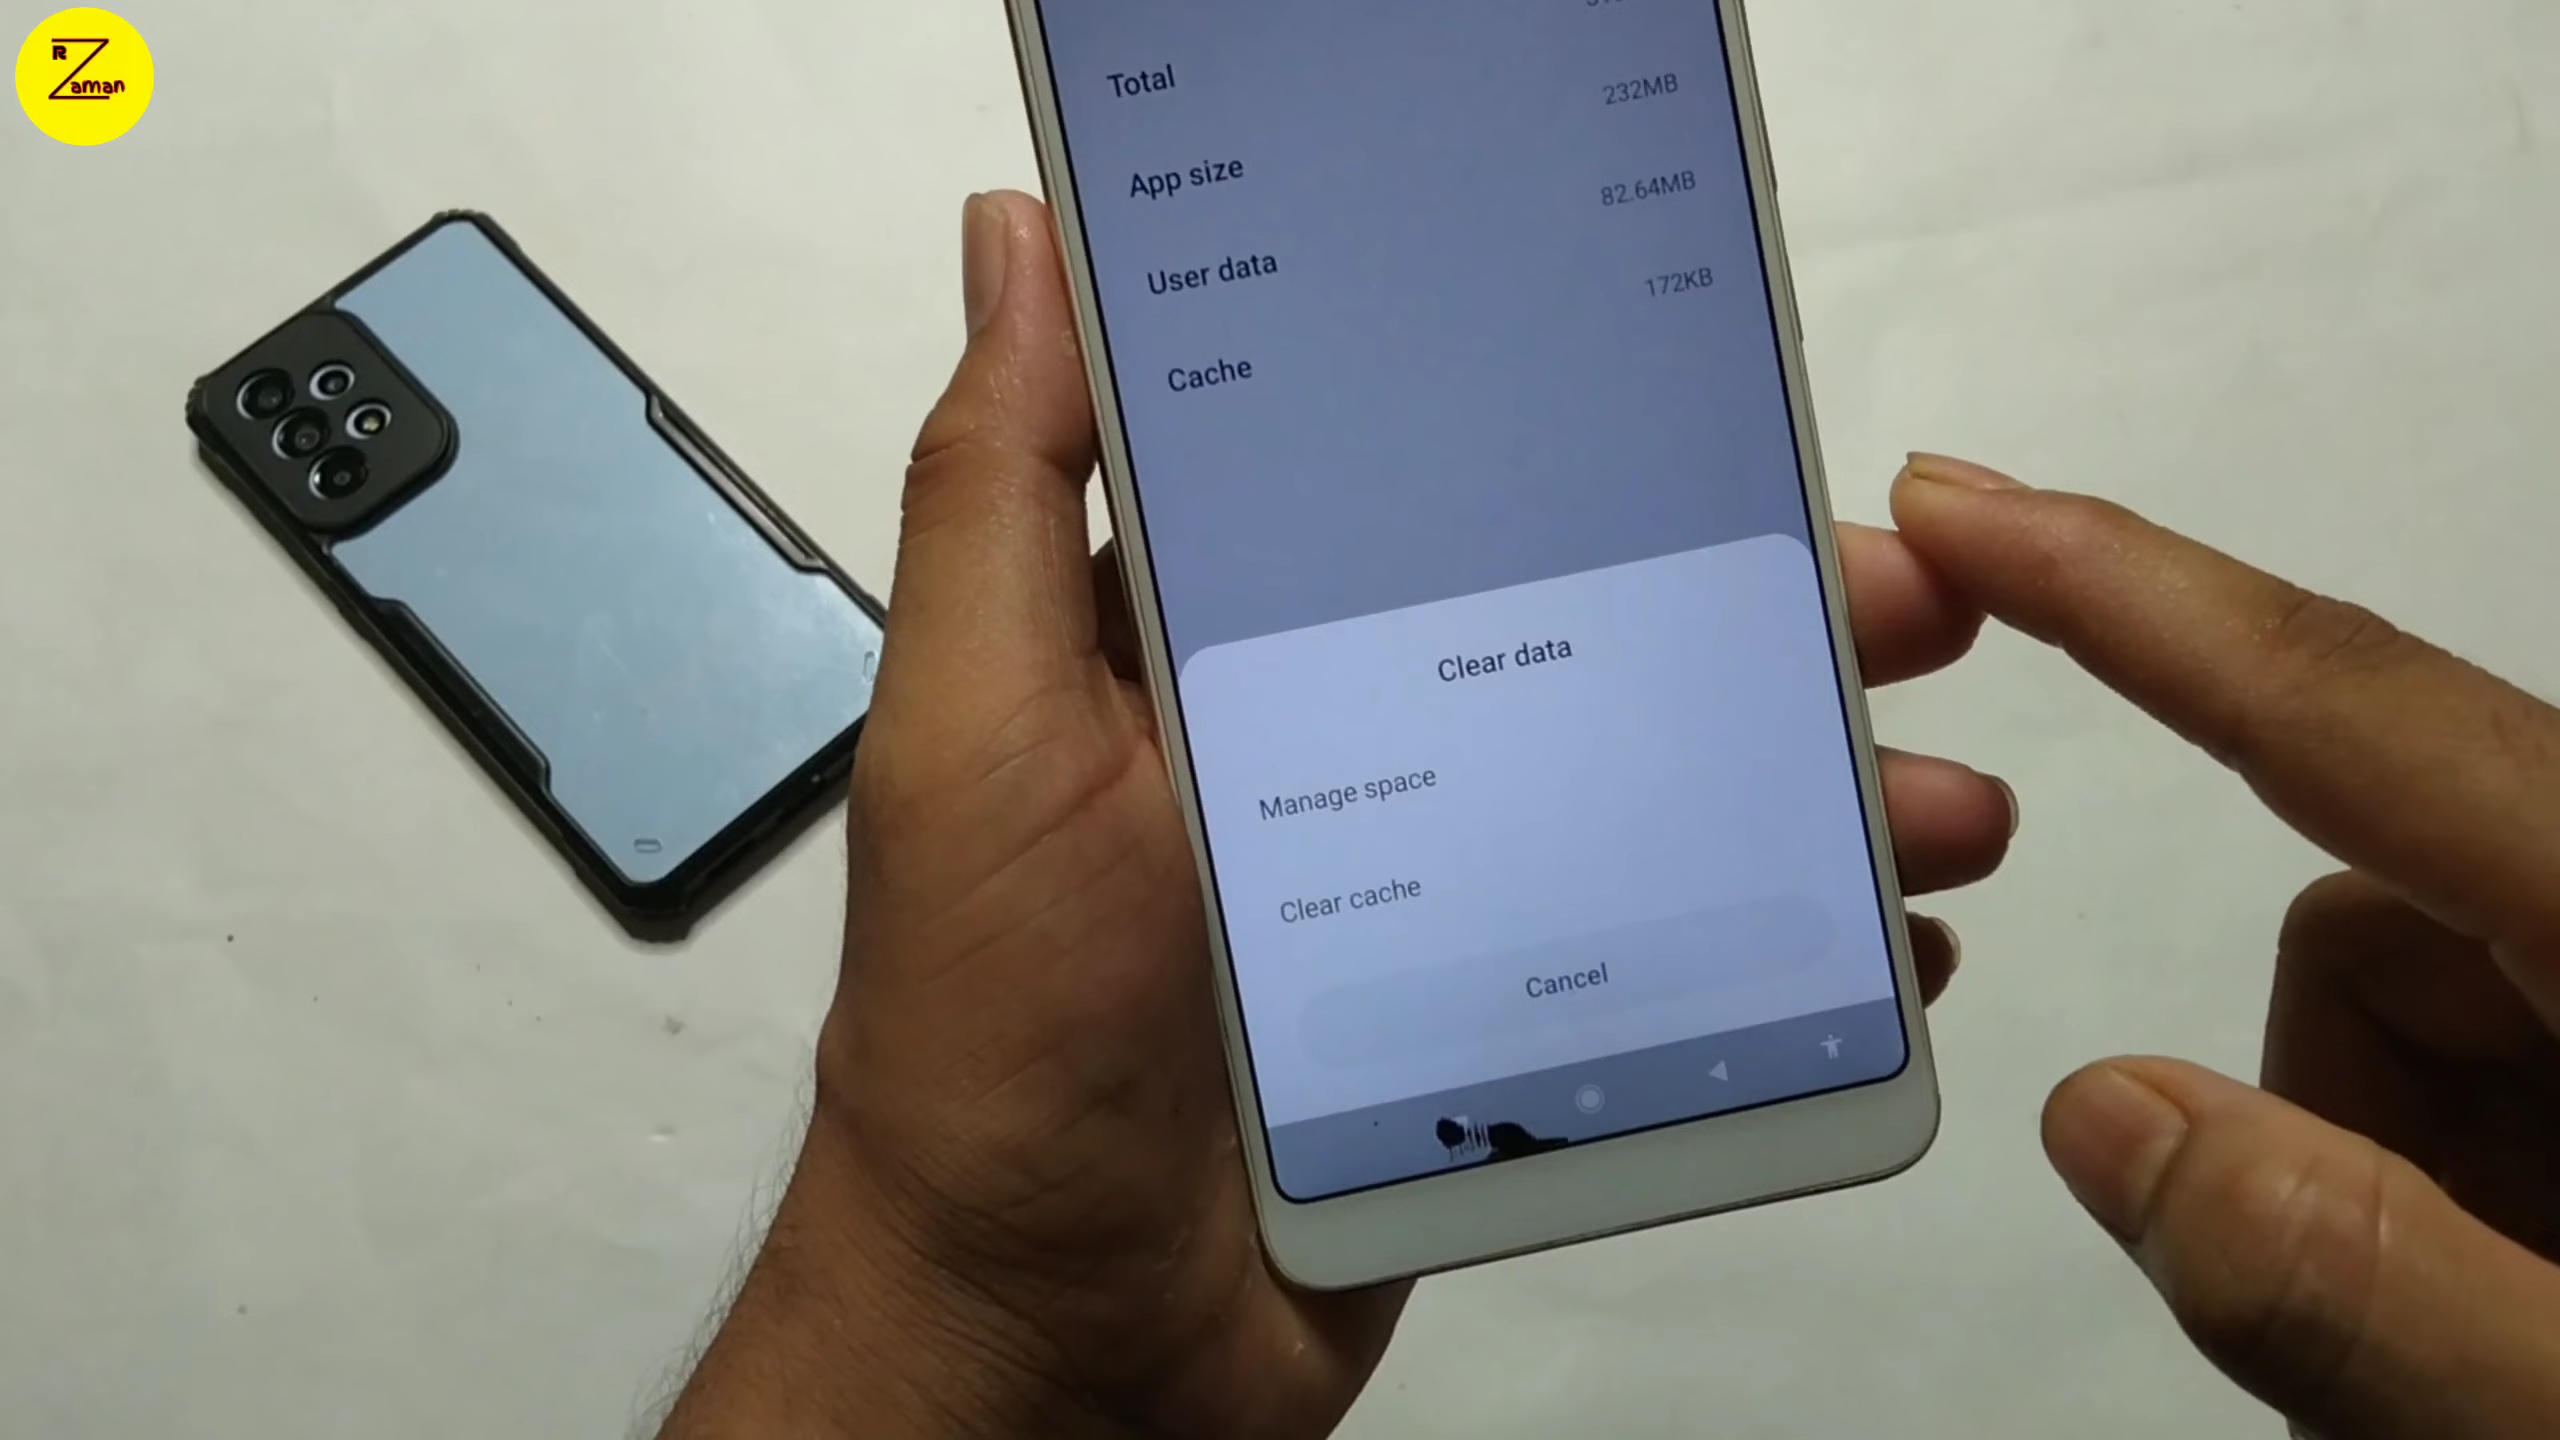 R
Zaman
Total
232MB
App size
82.64MB
User data
172KB
Cache
Clear data
Manage space
Clear cache
Cancel